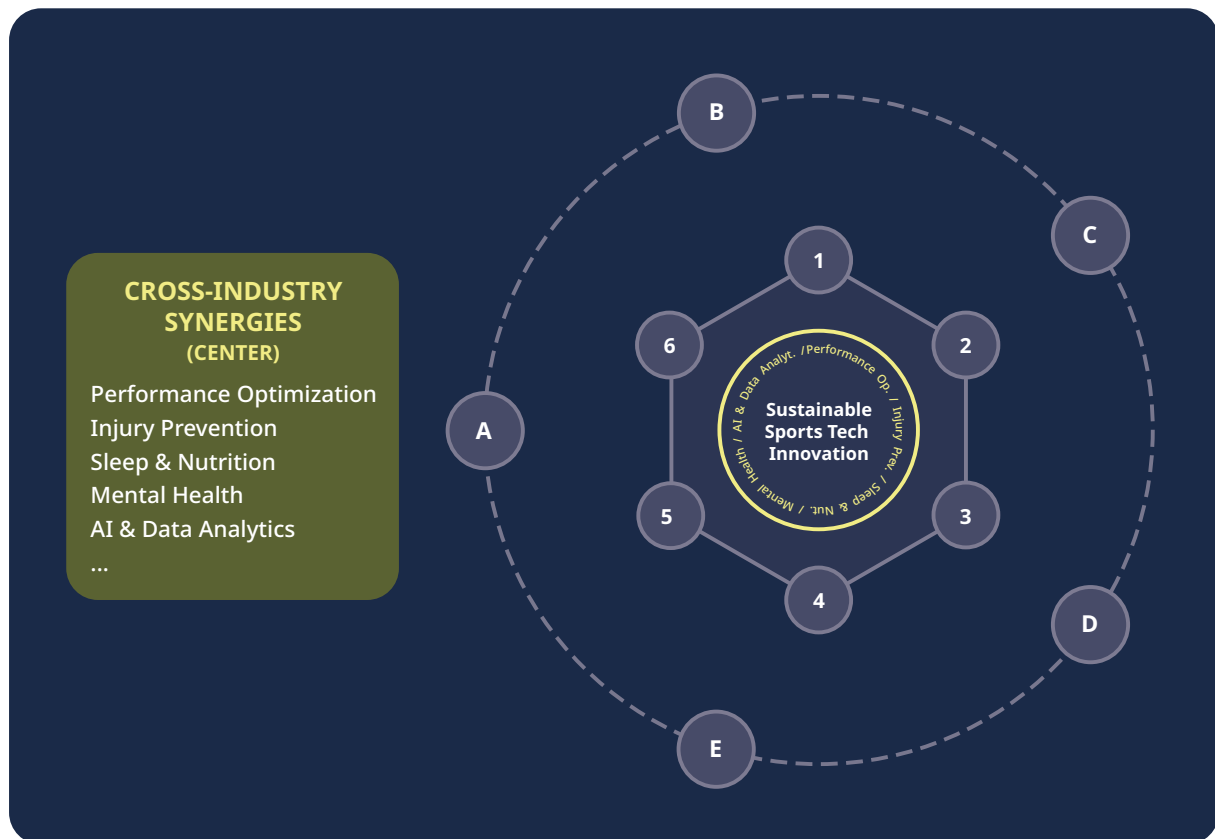 CROSS-INDUSTRY
SYNERGIES
(CENTER)
Performance Optimization
Injury Prevention
Sleep & Nutrition
Mental Health
AI & Data Analytics
...
A
B
C
D
E
1
2
3
4
5
6
Performance Op. / Injury Prev. / Sleep & Nut. / Mental Health / AI & Data Analyt. /
Sustainable
Sports Tech
Innovation